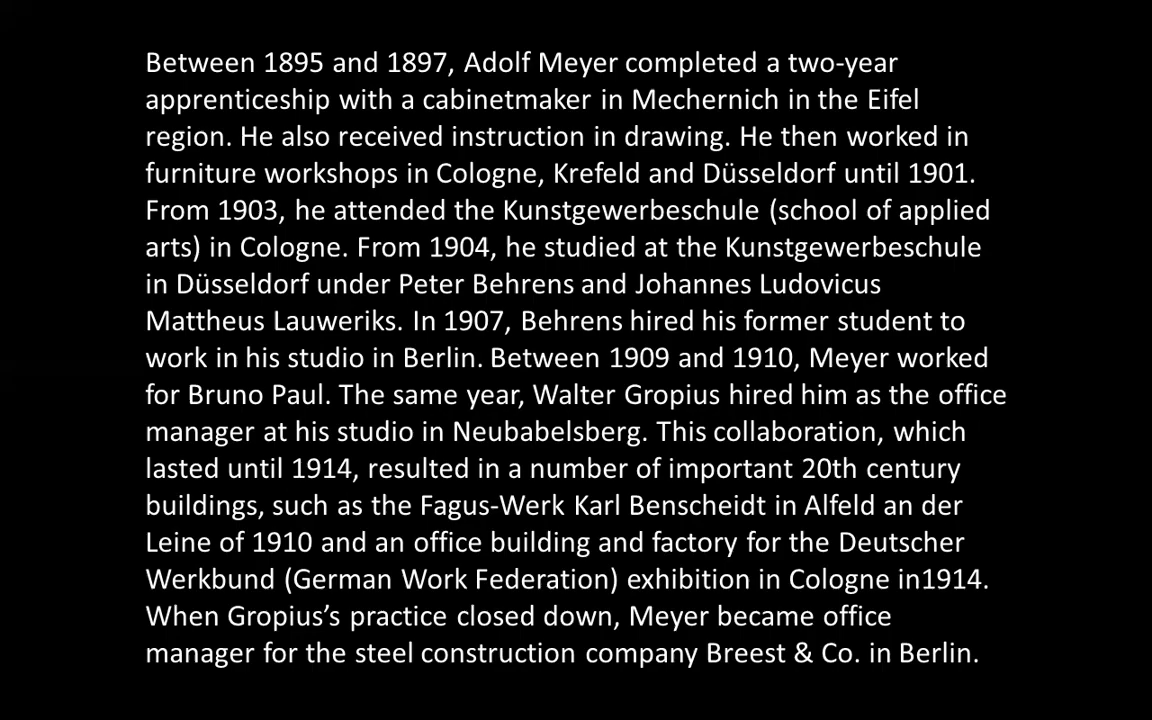 Between 1895 and 1897, Adolf Meyer completed a two-year
apprenticeship with a cabinetmaker in Mechernich in the Eifel
region. He also received instruction in drawing. He then worked in
furniture workshops in Cologne, Krefeld and Düsseldorf until 1901.
From 1903, he attended the Kunstgewerbeschule (school of applied
arts) in Cologne. From 1904, he studied at the Kunstgewerbeschule
in Düsseldorf under Peter Behrens and Johannes Ludovicus
Mattheus Lauweriks. In 1907, Behrens hired his former student to
work in his studio in Berlin. Between 1909 and 1910, Meyer worked
for Bruno Paul. The same year, Walter Gropius hired him as the office
manager at his studio in Neubabelsberg. This collaboration, which
lasted until 1914, resulted in a number of important 20th century
buildings, such as the Fagus-Werk Karl Benscheidt in Alfeld an der
Leine of 1910 and an office building and factory for the Deutscher
Werkbund (German Work Federation) exhibition in Cologne in1914.
When Gropius’s practice closed down, Meyer became office
manager for the steel construction company Breest & Co. in Berlin.